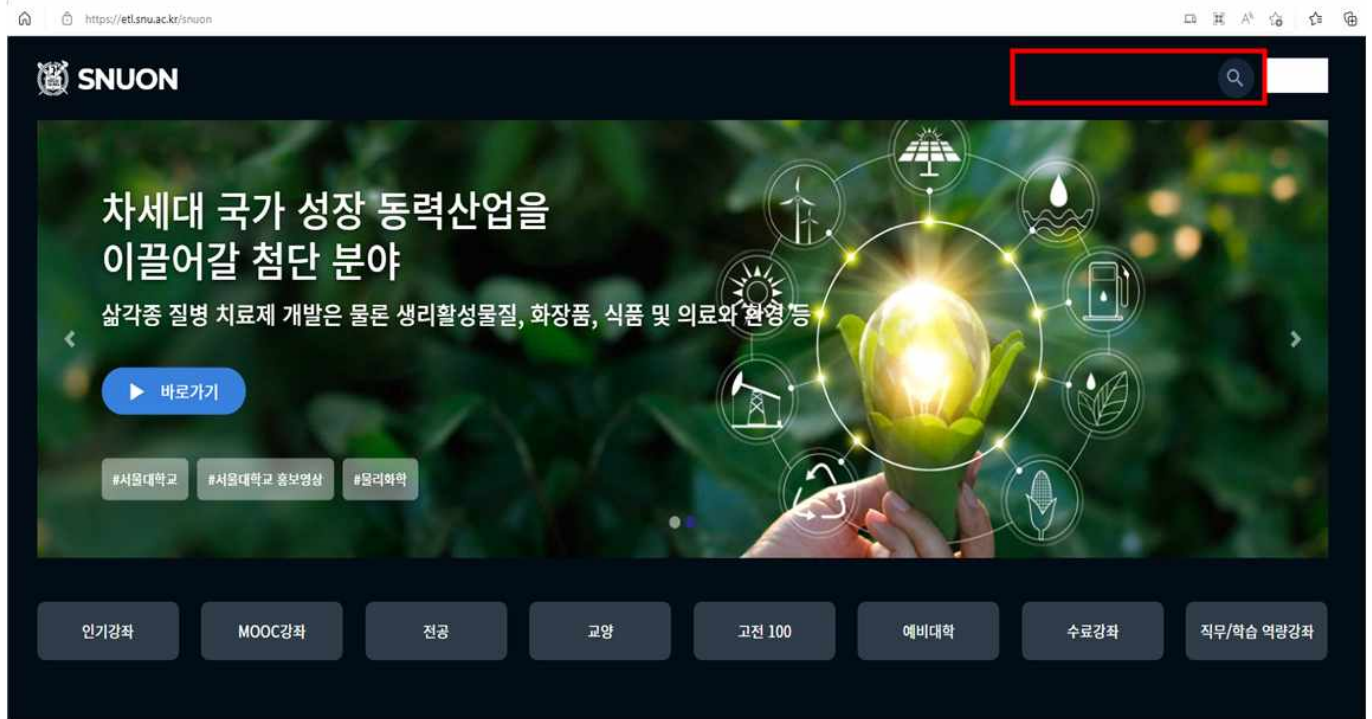 https://etl.snu.ac.kr/snuon
SNUON
차세대 국가 성장 동력산업을
이끌어갈 첨단 분야
삶각종 질병 치료제 개발은 물론 생리활성물질, 화장품, 식품 및 의료와 환경 등
바로가기
#서울대학교 #서울대학교 홍보영상 #물리화학
인기강좌 MOOC강좌 전공 교양 고전 100 예비대학 수료강좌 직무/학습 역량강좌